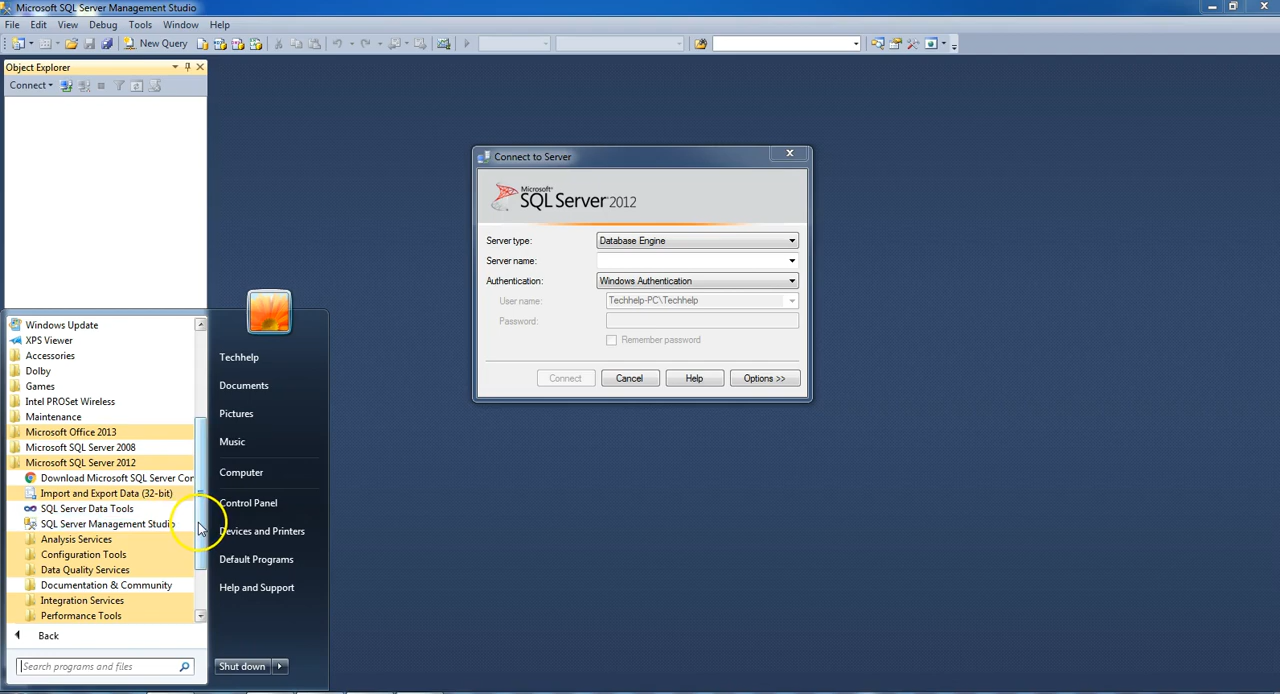 Microsoft SQL Server Management Studio
File Edit View Debug Tools Window Help
New Query
Object Explorer
Connect
Connect to Server
Microsoft®
SQL Server® 2012
Server type: Database Engine
Server name:
Authentication: Windows Authentication
User name: Techhelp-PC\Techhelp
Password:
Remember password
Connect Cancel Help Options >>
Windows Update
XPS Viewer
Accessories
Dolby
Games
Intel PROSet Wireless
Maintenance
Microsoft Office 2013
Microsoft SQL Server 2008
Microsoft SQL Server 2012
Download Microsoft SQL Server Con
Import and Export Data (32-bit)
SQL Server Data Tools
SQL Server Management Studio
Analysis Services
Configuration Tools
Data Quality Services
Documentation & Community
Integration Services
Performance Tools
Back
Search programs and files
Techhelp
Documents
Pictures
Music
Computer
Control Panel
Devices and Printers
Default Programs
Help and Support
Shut down